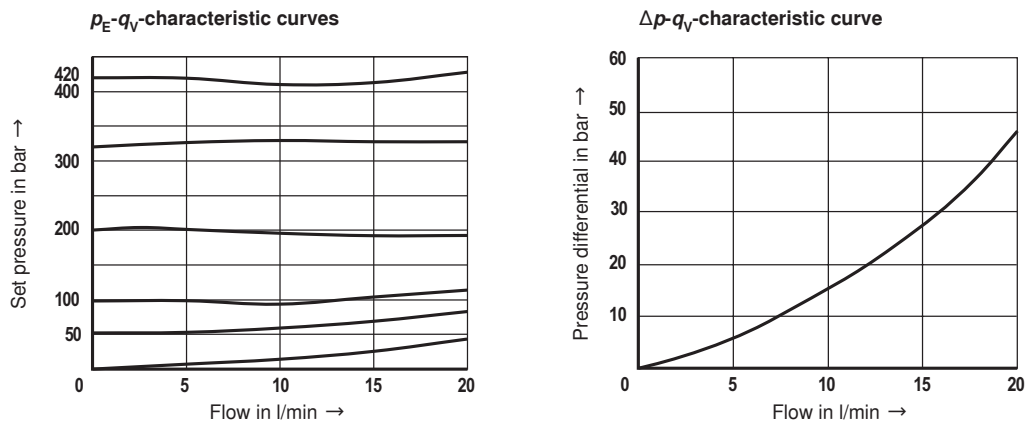 pE-qV-characteristic curves
420
400
300
200
100
50
0 5 10 15 20
Set pressure in bar →
Flow in l/min →
Δp-qV-characteristic curve
60
50
40
30
20
10
0 5 10 15 20
Pressure differential in bar →
Flow in l/min →